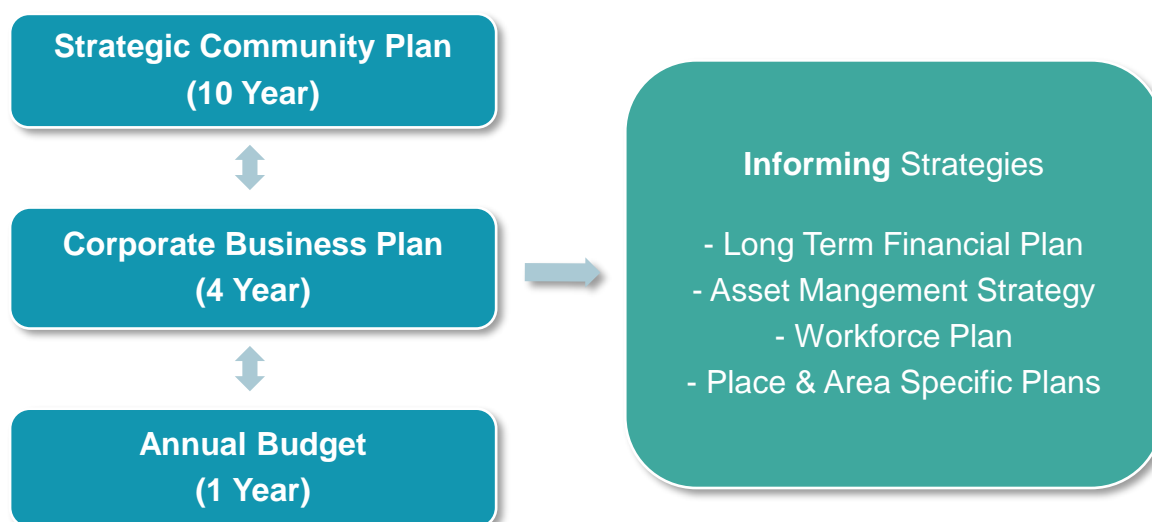 Strategic Community Plan
(10 Year)
Corporate Business Plan
(4 Year)
Annual Budget
(1 Year)
Informing Strategies
- Long Term Financial Plan
- Asset Mangement Strategy
- Workforce Plan
- Place & Area Specific Plans